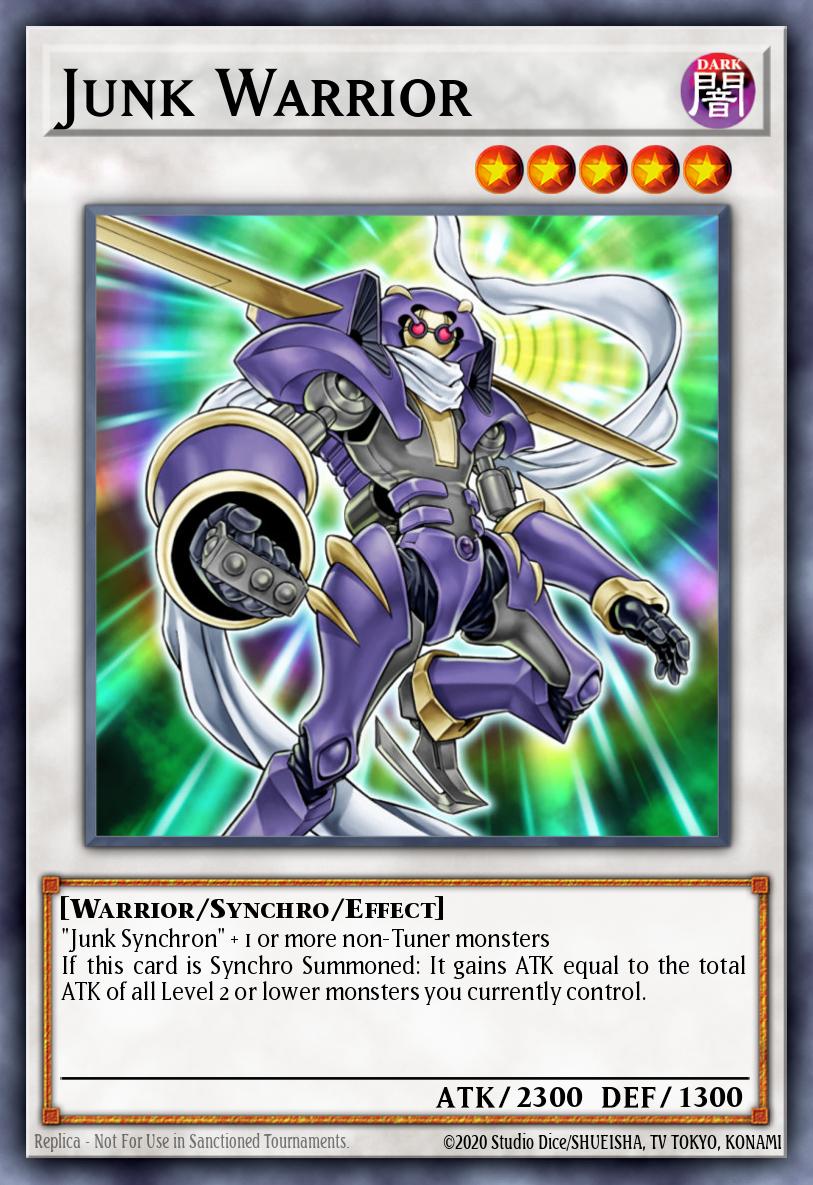 Junk Warrior
DARK
闇
[Warrior/Synchro/Effect]
"Junk Synchron" + 1 or more non-Tuner monsters
If this card is Synchro Summoned: It gains ATK equal to the total
ATK of all Level 2 or lower monsters you currently control.
ATK/2300 DEF/1300
Replica - Not For Use in Sanctioned Tournaments.
©2020 Studio Dice/SHUEISHA, TV TOKYO, KONAMI